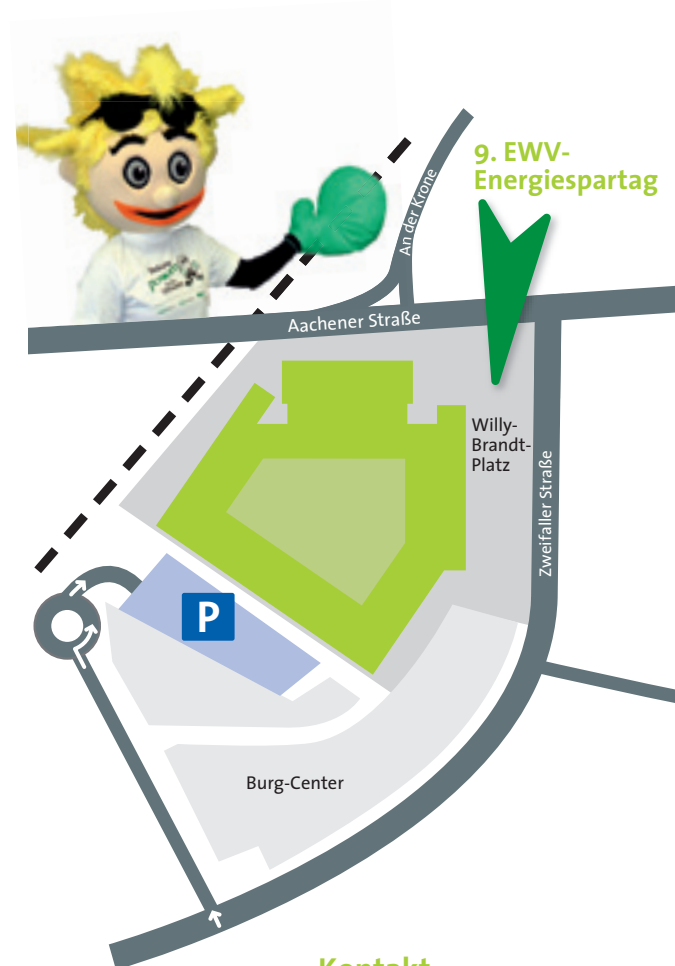 9. EWV-
Energiespartag
An der Krone
Aachener Straße
Willy-
Brandt-
Platz
Zweifaller Straße
P
Burg-Center